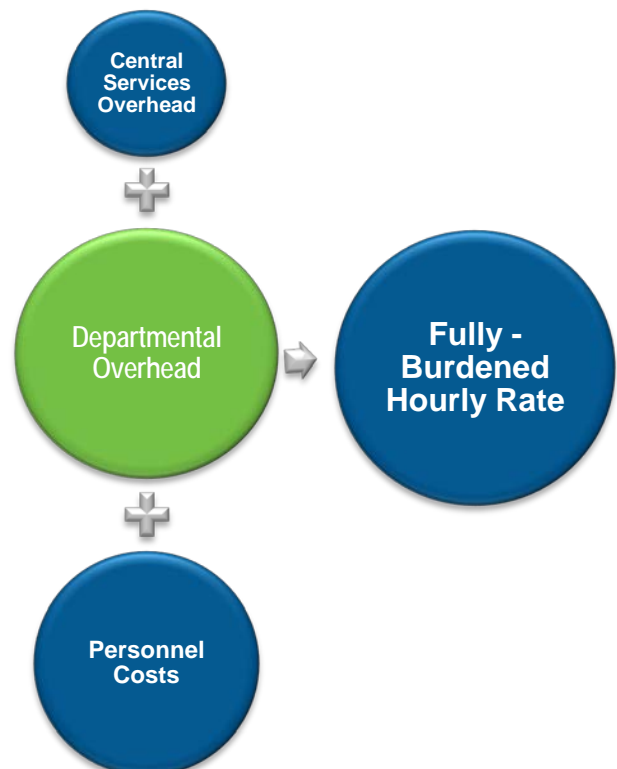 Central
Services
Overhead
Departmental
Overhead
Fully -
Burdened
Hourly Rate
Personnel
Costs